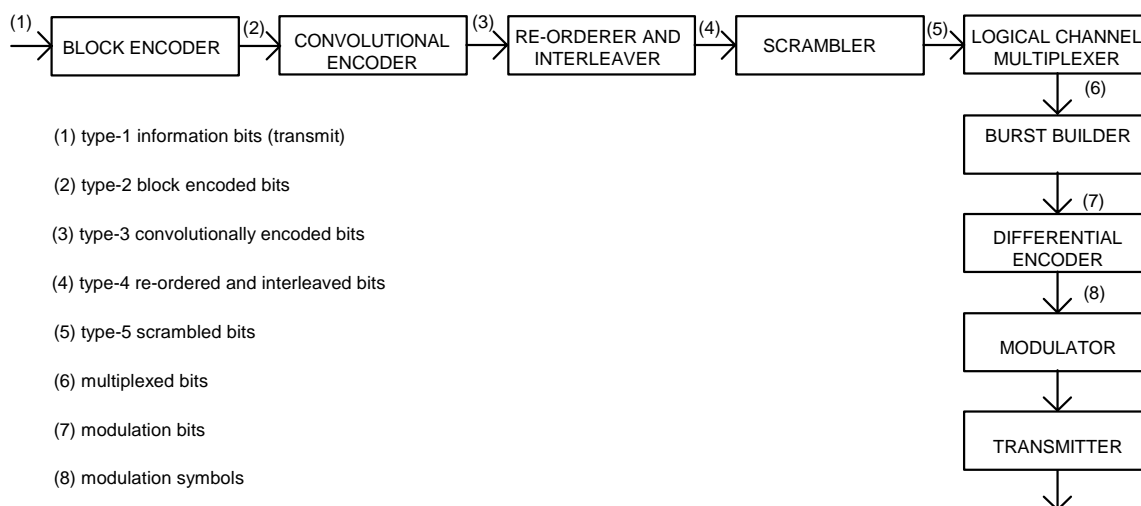 (1)
BLOCK ENCODER
(2)
CONVOLUTIONAL
ENCODER
(3)
RE-ORDERER AND
INTERLEAVER
(4)
SCRAMBLER
(5)
LOGICAL CHANNEL
MULTIPLEXER
(6)
BURST BUILDER
(7)
DIFFERENTIAL
ENCODER
(8)
MODULATOR
TRANSMITTER
(1) type-1 information bits (transmit)
(2) type-2 block encoded bits
(3) type-3 convolutionally encoded bits
(4) type-4 re-ordered and interleaved bits
(5) type-5 scrambled bits
(6) multiplexed bits
(7) modulation bits
(8) modulation symbols